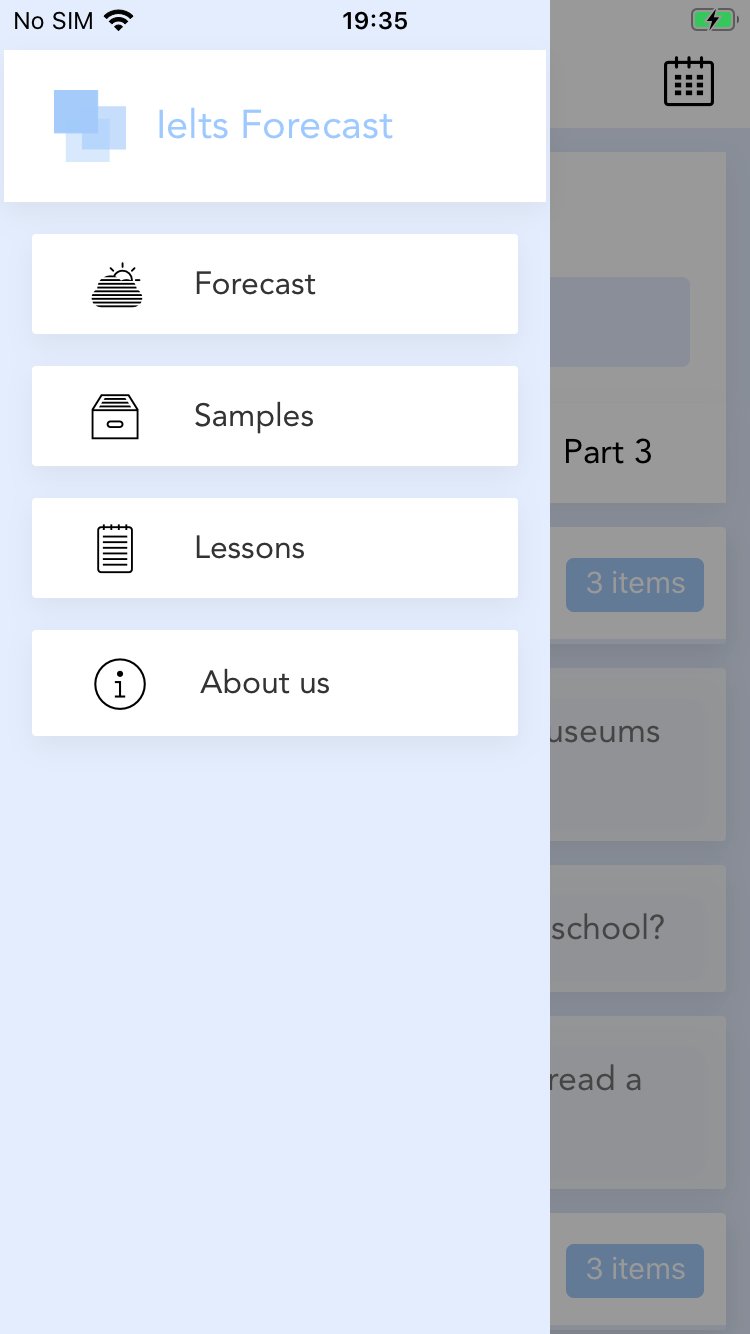 No SIM 19:35
Ielts Forecast
Forecast
Samples
Part 3
Lessons
3 items
About us
useums
school?
read a
3 items